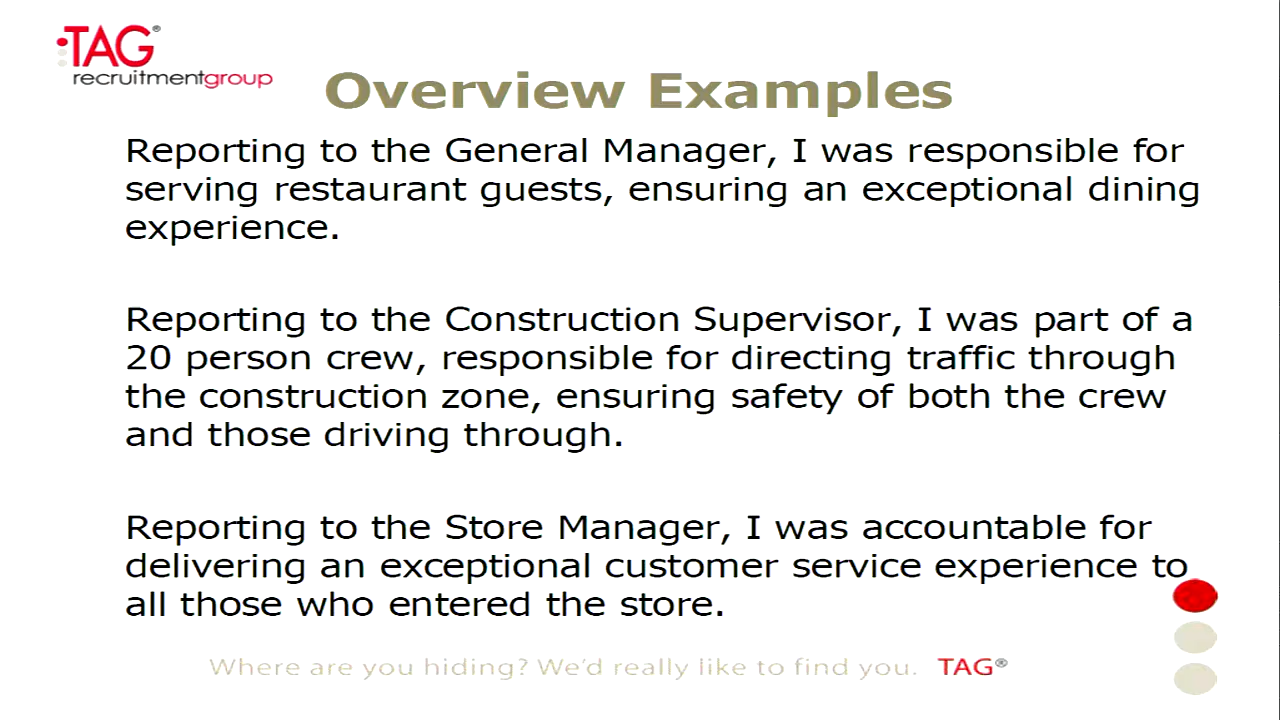 TAG®
recruitmentgroup
Overview Examples
Reporting to the General Manager, I was responsible for
serving restaurant guests, ensuring an exceptional dining
experience.
Reporting to the Construction Supervisor, I was part of a
20 person crew, responsible for directing traffic through
the construction zone, ensuring safety of both the crew
and those driving through.
Reporting to the Store Manager, I was accountable for
delivering an exceptional customer service experience to
all those who entered the store.
Where are you hiding? We'd really like to find you. TAG®